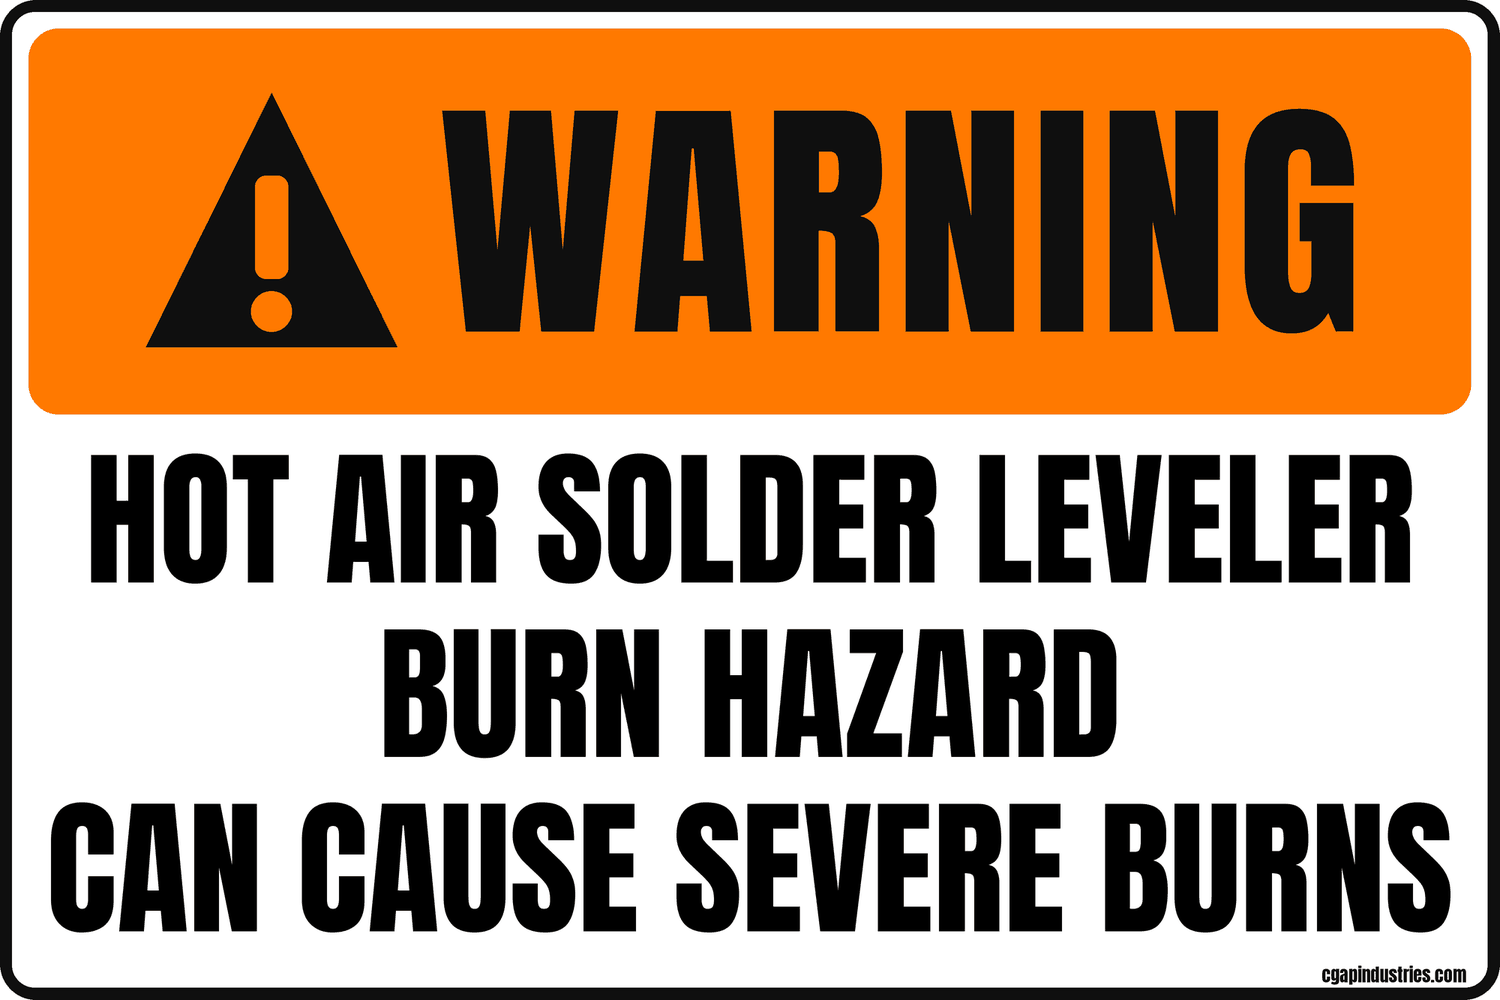 WARNING
HOT AIR SOLDER LEVELER
BURN HAZARD
CAN CAUSE SEVERE BURNS
cgapindustries.com